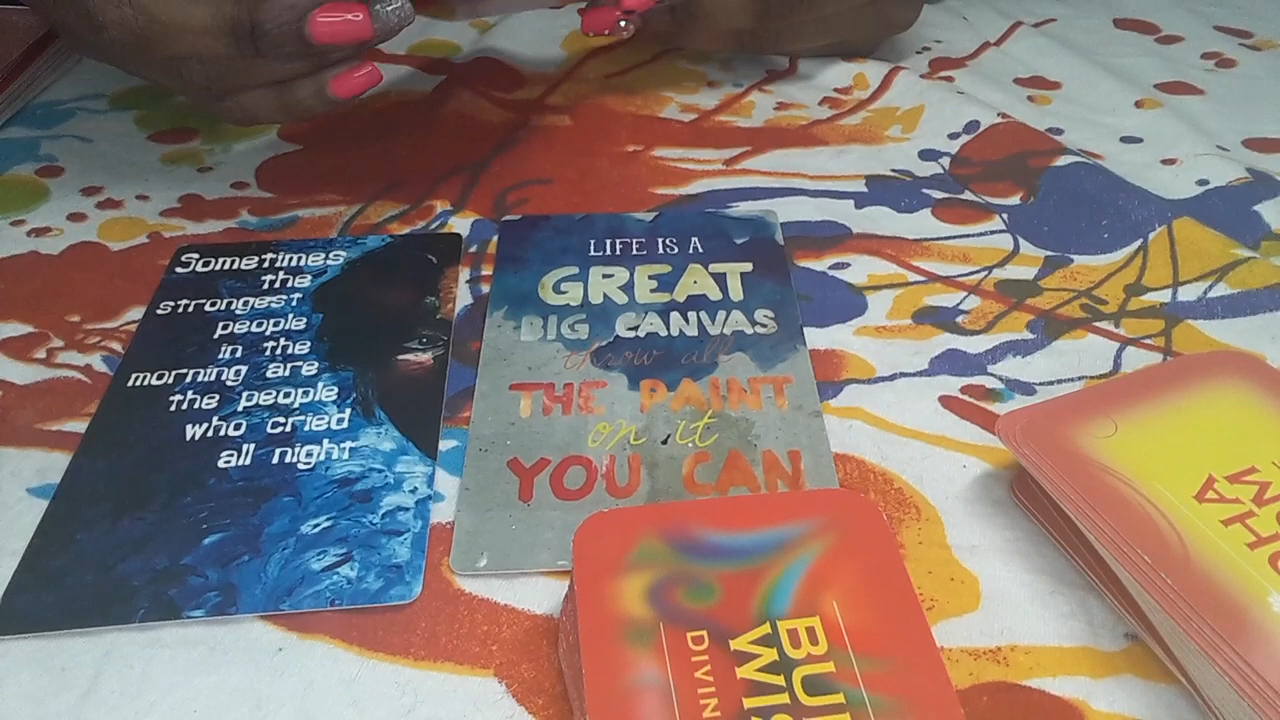 Sometimes
the
strongest
people
in the
morning are
the people
who cried
all night
LIFE IS A
GREAT
BIG CANVAS
throw all
THE PAINT
on it
YOU CAN